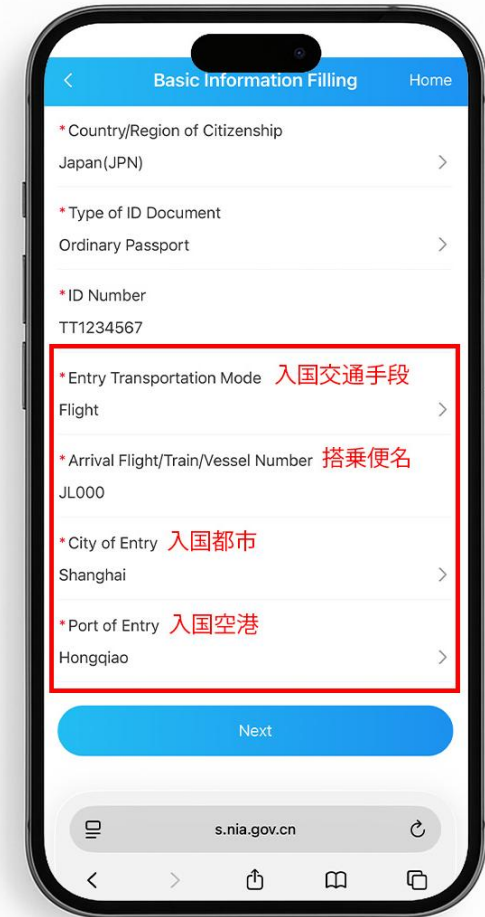 Basic Information Filling Home
*Country/Region of Citizenship
Japan(JPN)
*Type of ID Document
Ordinary Passport
*ID Number
TT1234567
*Entry Transportation Mode 入国交通手段
Flight
*Arrival Flight/Train/Vessel Number 搭乗便名
JL000
*City of Entry 入国都市
Shanghai
*Port of Entry 入国空港
Hongqiao
Next
s.nia.gov.cn